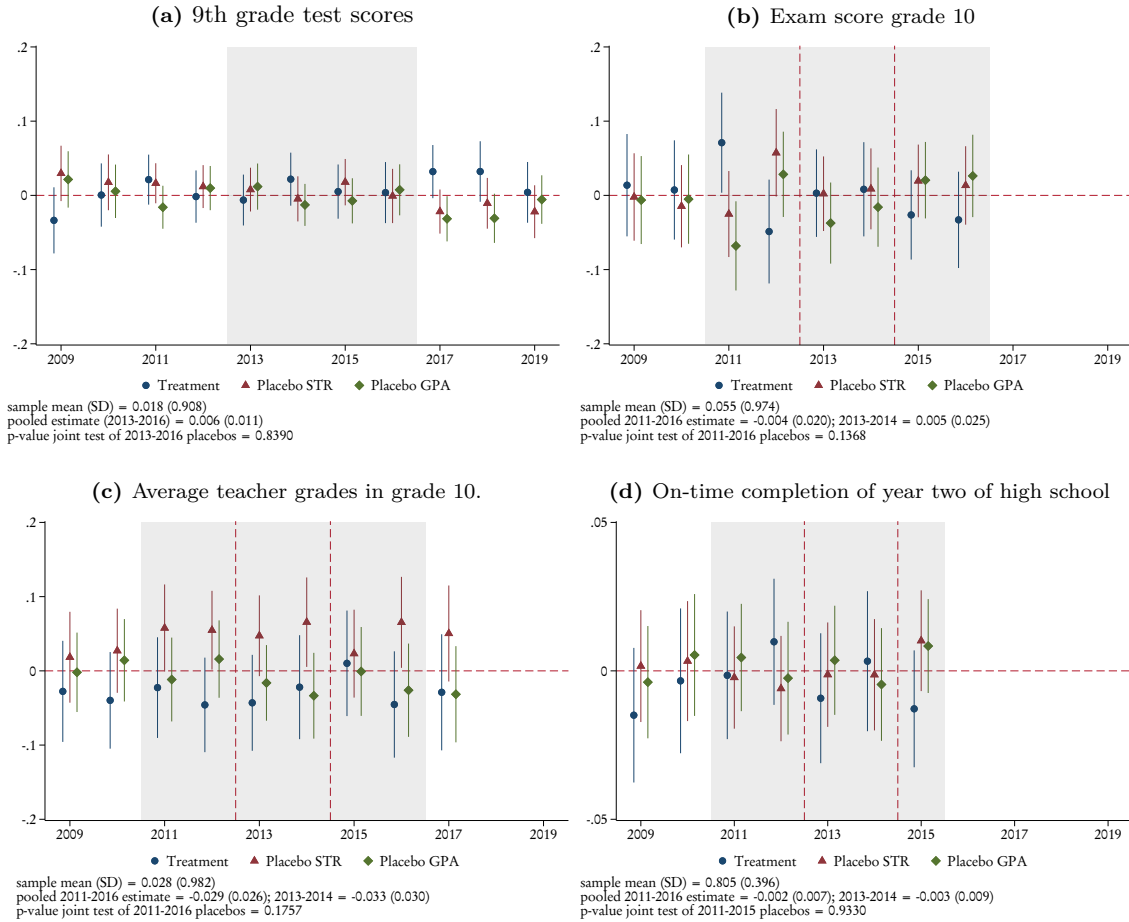 (a) 9th grade test scores
.2
.1
0
-.1
-.2
2009 2011 2013 2015 2017 2019
Treatment Placebo STR Placebo GPA
sample mean (SD) = 0.018 (0.908)
pooled estimate (2013-2016) = 0.006 (0.011)
p-value joint test of 2013-2016 placebos = 0.8390
(b) Exam score grade 10
.2
.1
0
-.1
-.2
2009 2011 2013 2015 2017 2019
Treatment Placebo STR Placebo GPA
sample mean (SD) = 0.055 (0.974)
pooled 2011-2016 estimate = -0.004 (0.020); 2013-2014 = 0.005 (0.025)
p-value joint test of 2011-2016 placebos = 0.1368
(c) Average teacher grades in grade 10.
.2
.1
0
-.1
-.2
2009 2011 2013 2015 2017 2019
Treatment Placebo STR Placebo GPA
sample mean (SD) = 0.028 (0.982)
pooled 2011-2016 estimate = -0.029 (0.026); 2013-2014 = -0.033 (0.030)
p-value joint test of 2011-2016 placebos = 0.1757
(d) On-time completion of year two of high school
.05
0
-.05
2009 2011 2013 2015 2017 2019
Treatment Placebo STR Placebo GPA
sample mean (SD) = 0.805 (0.396)
pooled 2011-2016 estimate = -0.002 (0.007); 2013-2014 = -0.003 (0.009)
p-value joint test of 2011-2015 placebos = 0.9330